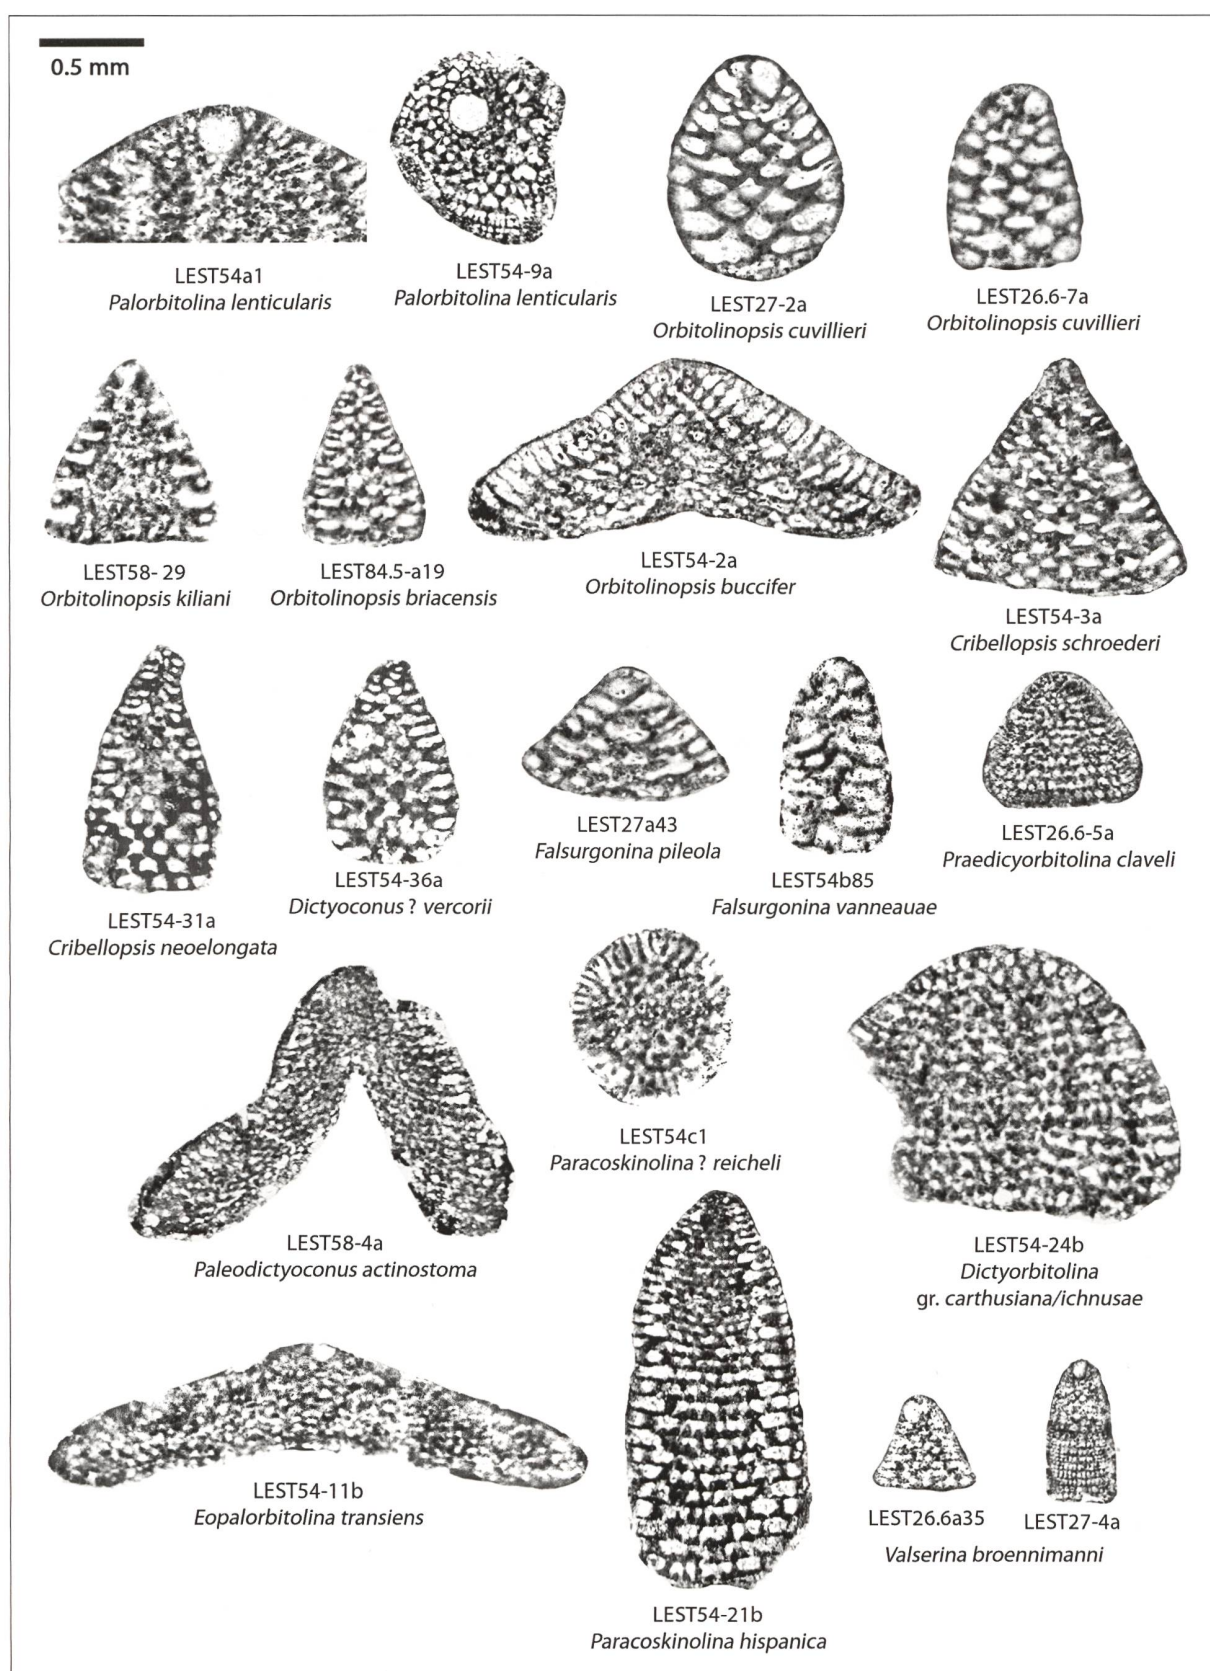 0.5 mm
LEST54a1
Palorbitolina lenticularis
LEST54-9a
Palorbitolina lenticularis
LEST27-2a
Orbitolinopsis cuvillieri
LEST26.6-7a
Orbitolinopsis cuvillieri
LEST58- 29
Orbitolinopsis kiliani
LEST84.5-a19
Orbitolinopsis briacensis
LEST54-2a
Orbitolinopsis buccifer
LEST54-3a
Cribellopsis schroederi
LEST54-31a
Cribellopsis neoelongata
LEST54-36a
Dictyoconus ? vercorii
LEST27a43
Falsurgonina pileola
LEST54b85
Falsurgonina vanneauae
LEST26.6-5a
Praedicyorbitolina claveli
LEST58-4a
Paleodictyoconus actinostoma
LEST54c1
Paracoskinolina ? reicheli
LEST54-24b
Dictyorbitolina
gr. carthusiana/ichnusae
LEST54-11b
Eopalorbitolina transiens
LEST54-21b
Paracoskinolina hispanica
LEST26.6a35
LEST27-4a
Valserina broennimanni